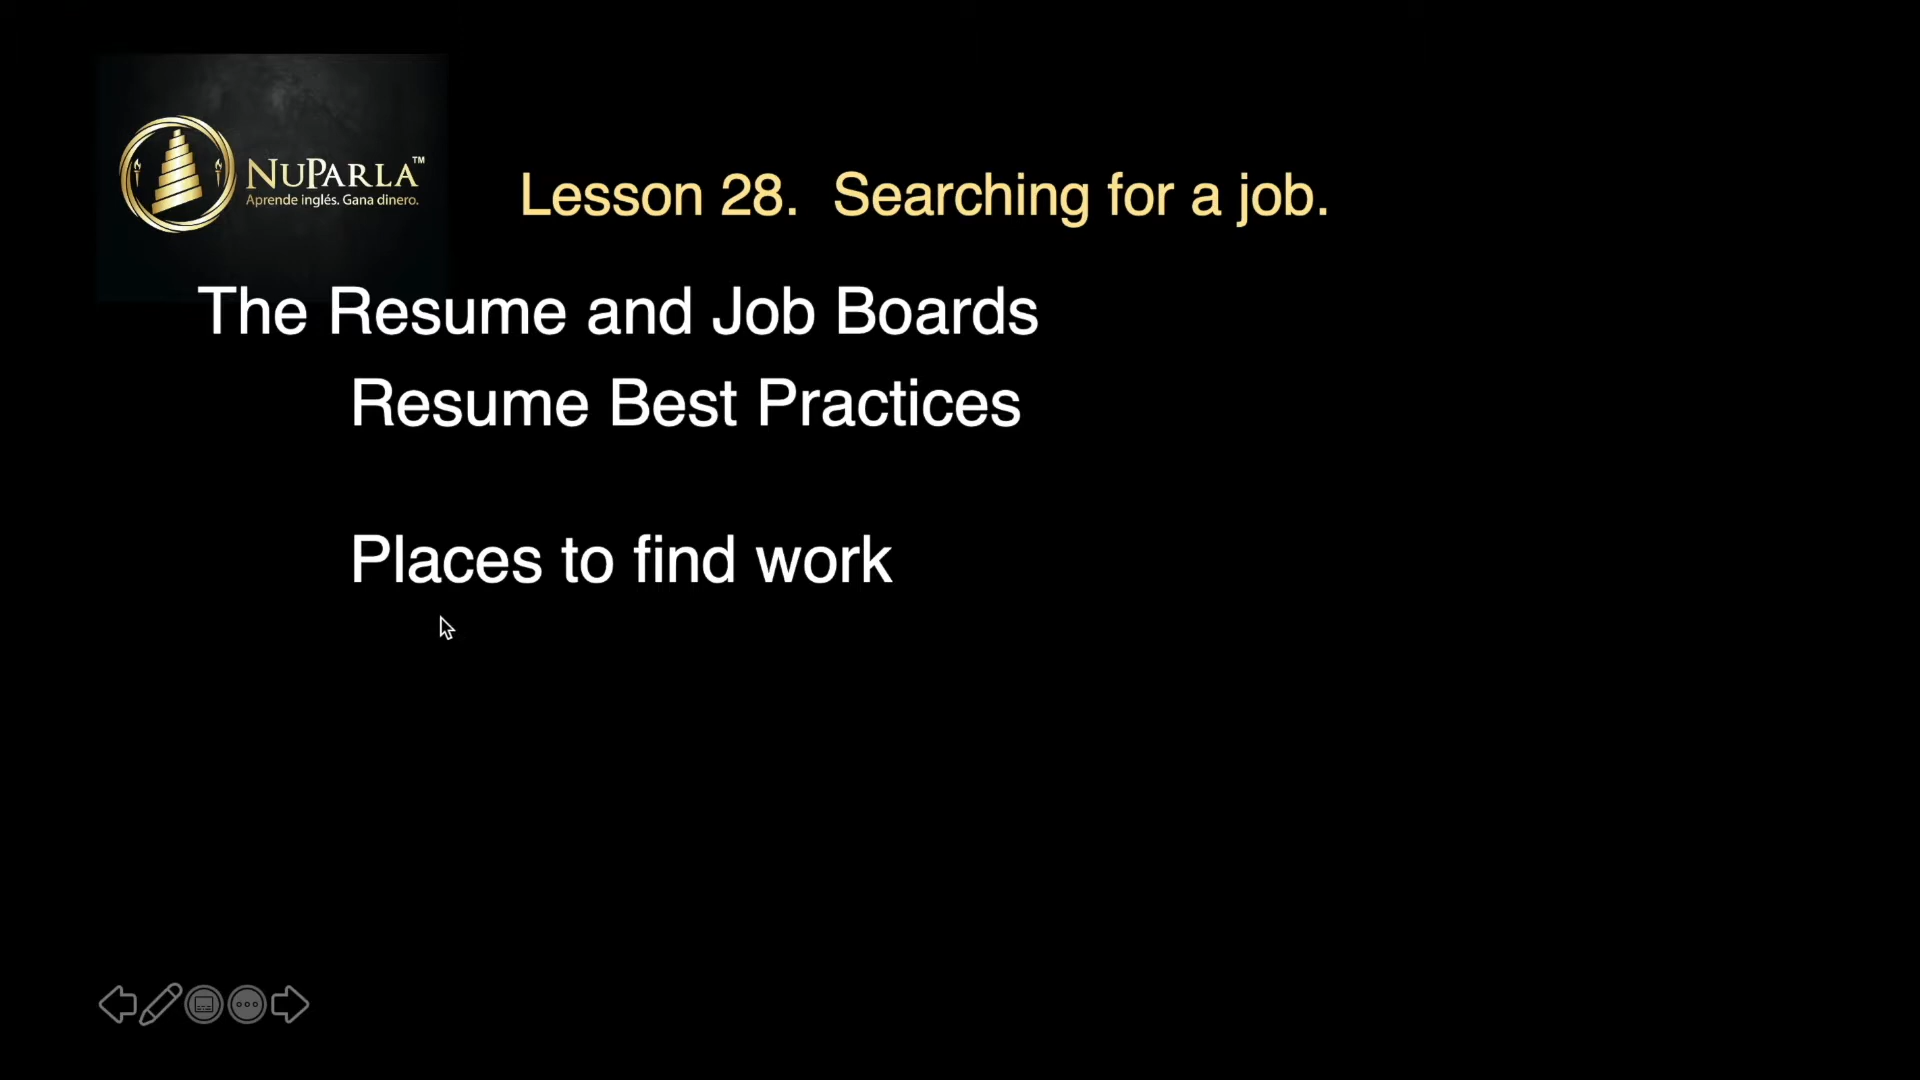 NUPARLA™
Aprende inglés. Gana dinero.
Lesson 28. Searching for a job.
The Resume and Job Boards
Resume Best Practices
Places to find work